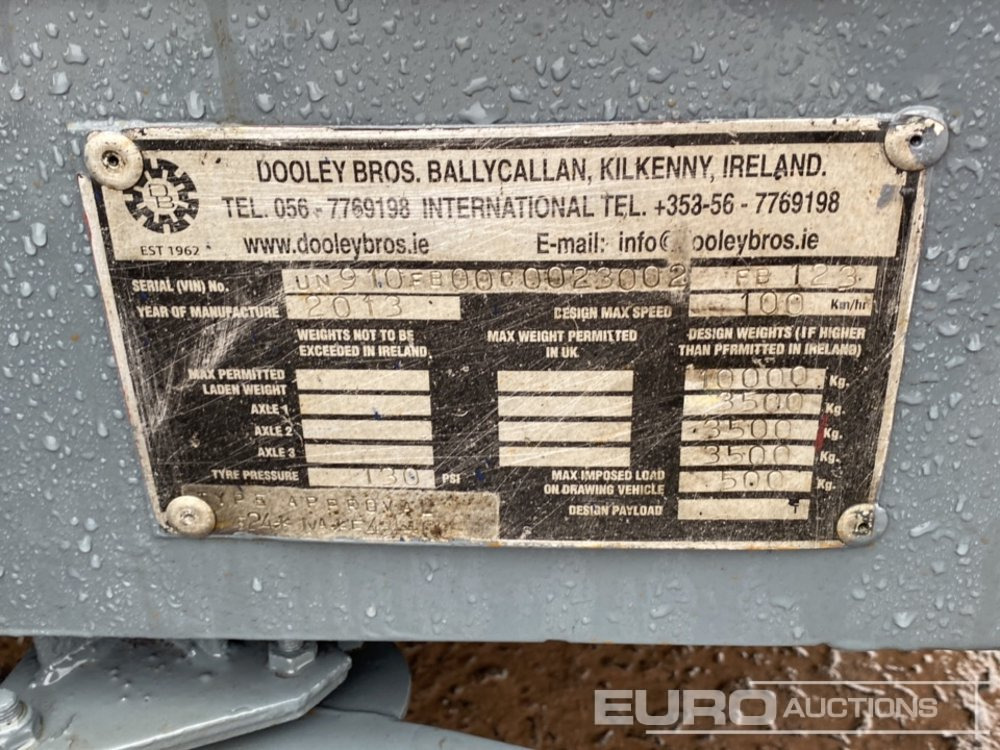 DOOLEY BROS. BALLYCALLAN, KILKENNY, IRELAND.
TEL. 056 - 7769198 INTERNATIONAL TEL. +353-56 - 7769198
DB
EST 1962
www.dooleybros.ie E-mail: info ooleybros.ie
SERIAL (VIN) No. UN910FB00C0023002 FB 123
YEAR OF MANUFACTURE 2013 DESIGN MAX SPEED 100 Km/hr
WEIGHTS NOT TO BE EXCEEDED IN IRELAND
MAX WEIGHT PERMITTED IN UK
DESIGN WEIGHTS (IF HIGHER THAN PERMITTED IN IRELAND)
MAX PERMITTED LADEN WEIGHT 10000 Kg.
AXLE 1 3500 Kg.
AXLE 2 3500 Kg.
AXLE 3 3500 Kg.
TYRE PRESSURE 130 PSI
MAX IMPOSED LOAD ON DRAWING VEHICLE 500 Kg.
DESIGN PAYLOAD T
TYPE APPROVAL
EURO AUCTIONS